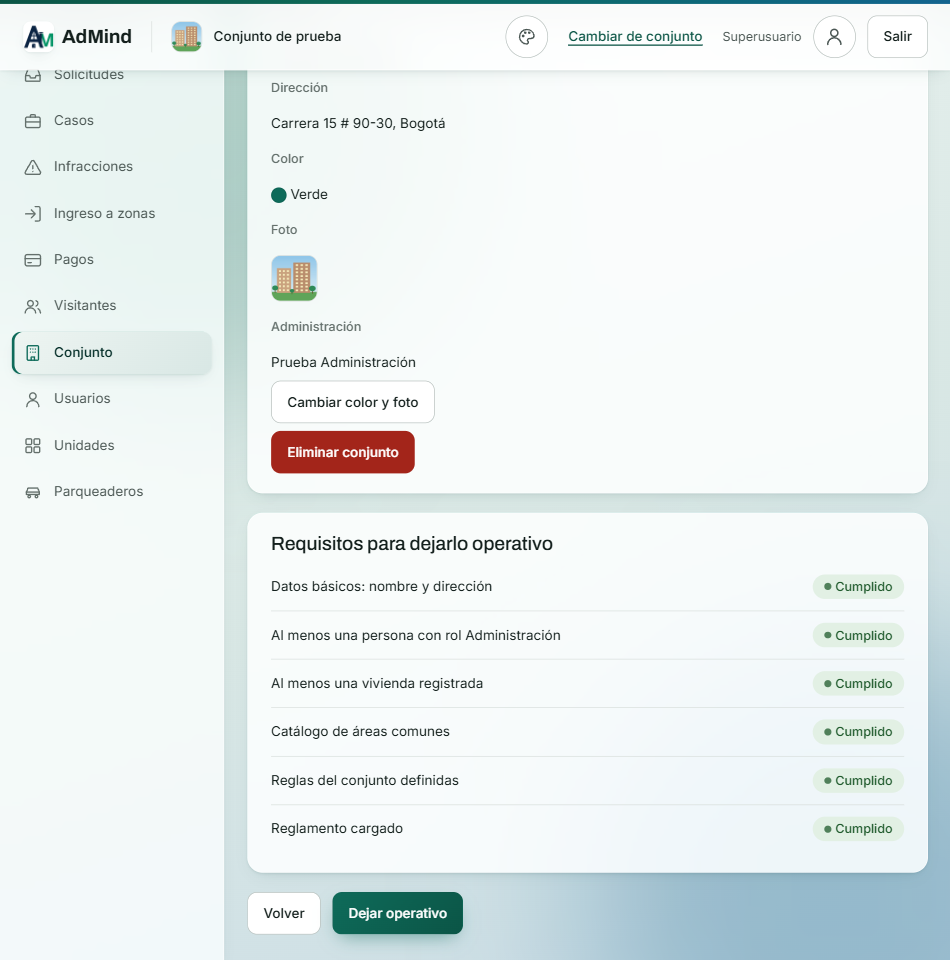 AM AdMind
Conjunto de prueba
Cambiar de conjunto
Superusuario
Salir
Solicitudes
Casos
Infracciones
Ingreso a zonas
Pagos
Visitantes
Conjunto
Usuarios
Unidades
Parqueaderos
Dirección
Carrera 15 # 90-30, Bogotá
Color
Verde
Foto
Administración
Prueba Administración
Cambiar color y foto
Eliminar conjunto
Requisitos para dejarlo operativo
Datos básicos: nombre y dirección Cumplido
Al menos una persona con rol Administración Cumplido
Al menos una vivienda registrada Cumplido
Catálogo de áreas comunes Cumplido
Reglas del conjunto definidas Cumplido
Reglamento cargado Cumplido
Volver
Dejar operativo